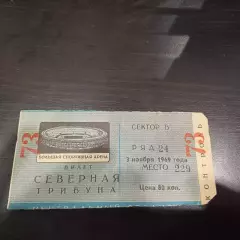 73
БОЛЬШАЯ СПОРТИВНАЯ АРЕНА
БИЛЕТ
СЕВЕРНАЯ
ТРИБУНА
СЕКТОР Б
РЯД 24
3 ноября 1969 года
МЕСТО 229
Цена 80 коп.
73
КОНТРОЛЬ